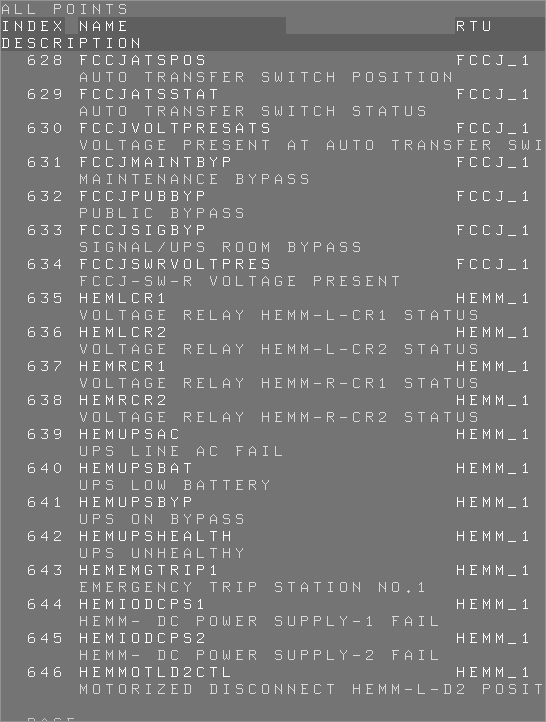 ALL POINTS
INDEX NAME RTU
DESCRIPTION
628 FCCJATSPOS FCCJ_1
AUTO TRANSFER SWITCH POSITION
629 FCCJATSSTAT FCCJ_1
AUTO TRANSFER SWITCH STATUS
630 FCCJVOLTPRESATS FCCJ_1
VOLTAGE PRESENT AT AUTO TRANSFER SWI
631 FCCJMAINTBYP FCCJ_1
MAINTENANCE BYPASS
632 FCCJPUBBYP FCCJ_1
PUBLIC BYPASS
633 FCCJSIGBYP FCCJ_1
SIGNAL/UPS ROOM BYPASS
634 FCCJSWRVOLTPRES FCCJ_1
FCCJ-SW-R VOLTAGE PRESENT
635 HEMLCR1 HEMM_1
VOLTAGE RELAY HEMM-L-CR1 STATUS
636 HEMLCR2 HEMM_1
VOLTAGE RELAY HEMM-L-CR2 STATUS
637 HEMRCR1 HEMM_1
VOLTAGE RELAY HEMM-R-CR1 STATUS
638 HEMRCR2 HEMM_1
VOLTAGE RELAY HEMM-R-CR2 STATUS
639 HEMUPSAC HEMM_1
UPS LINE AC FAIL
640 HEMUPSBAT HEMM_1
UPS LOW BATTERY
641 HEMUPSBYP HEMM_1
UPS ON BYPASS
642 HEMUPSHEALTH HEMM_1
UPS UNHEALTHY
643 HEMEMGTRIP1 HEMM_1
EMERGENCY TRIP STATION NO.1
644 HEMIODCPS1 HEMM_1
HEMM- DC POWER SUPPLY-1 FAIL
645 HEMIODCPS2 HEMM_1
HEMM- DC POWER SUPPLY-2 FAIL
646 HEMMOTLD2CTL HEMM_1
MOTORIZED DISCONNECT HEMM-L-D2 POSIT